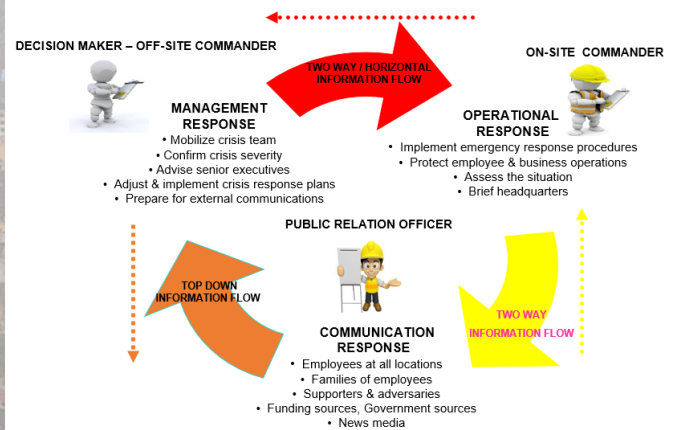 DECISION MAKER – OFF-SITE COMMANDER
ON-SITE COMMANDER
TWO WAY / HORIZONTAL
INFORMATION FLOW
MANAGEMENT
RESPONSE
• Mobilize crisis team
• Confirm crisis severity
• Advise senior executives
• Adjust & implement crisis response plans
• Prepare for external communications
OPERATIONAL
RESPONSE
• Implement emergency response procedures
• Protect employee & business operations
• Assess the situation
• Brief headquarters
PUBLIC RELATION OFFICER
TOP DOWN
INFORMATION FLOW
TWO WAY
INFORMATION FLOW
COMMUNICATION
RESPONSE
• Employees at all locations
• Families of employees
• Supporters & adversaries
• Funding sources, Government sources
• News media